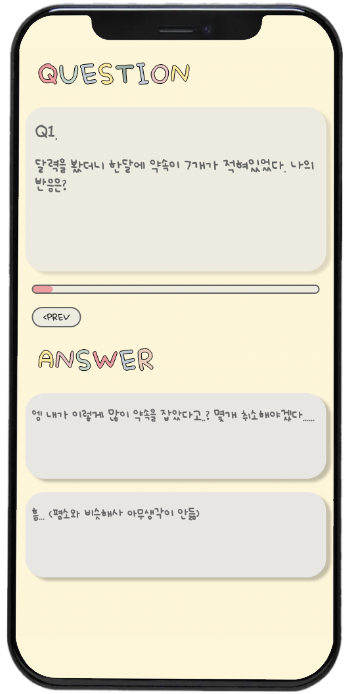 QUESTION
Q1.
달력을 봤더니 한달에 약속이 7개가 적혀있었다. 나의
반응은?
<PREV
ANSWER
엥 내가 이렇게 많이 약속을 잡았다고..? 몇개 취소해야겠다......
흠... (평소와 비슷해사 아무생각이 안듦)